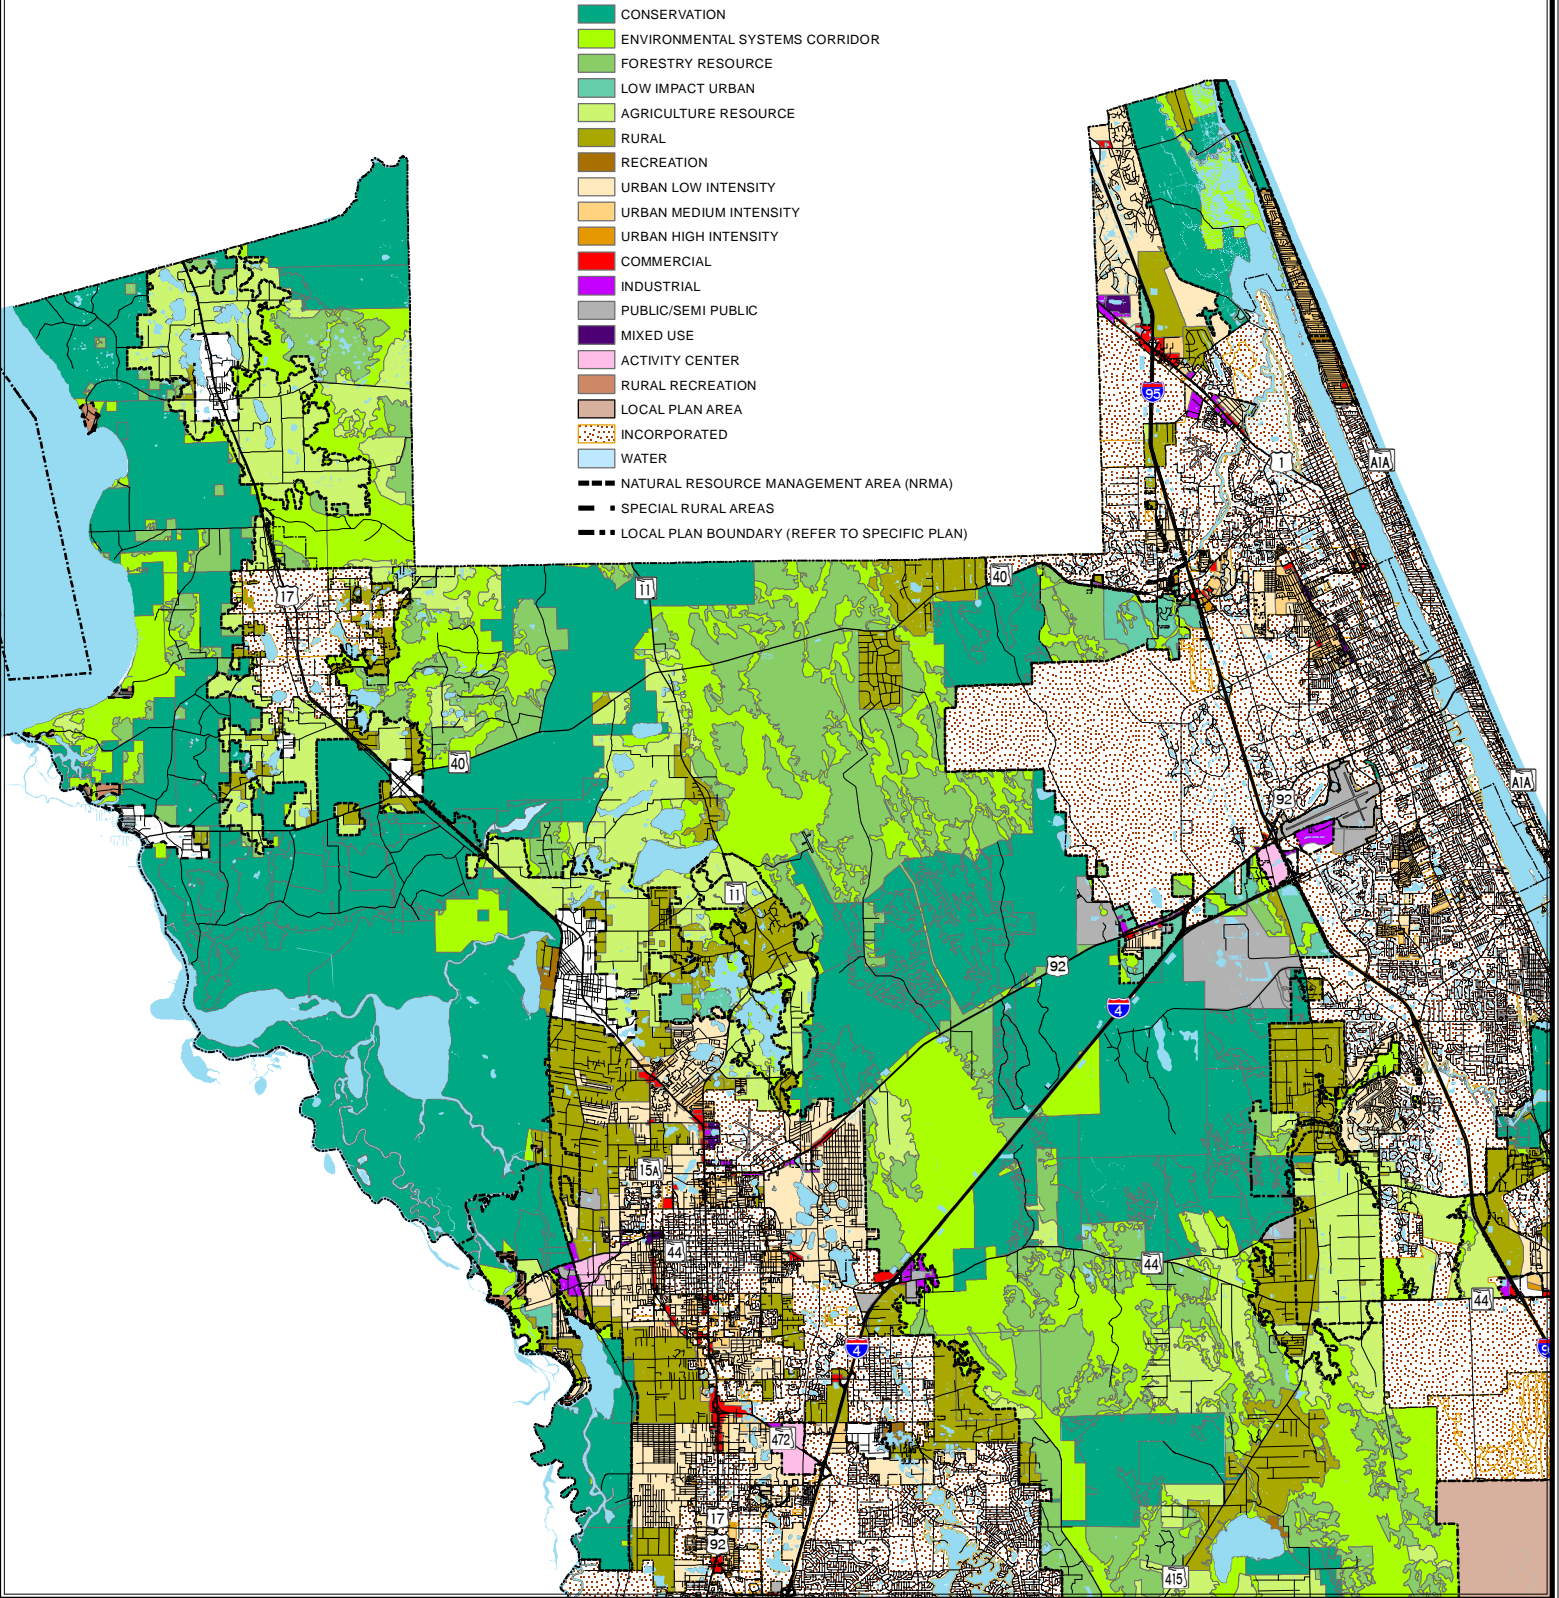 CONSERVATION
ENVIRONMENTAL SYSTEMS CORRIDOR
FORESTRY RESOURCE
LOW IMPACT URBAN
AGRICULTURE RESOURCE
RURAL
RECREATION
URBAN LOW INTENSITY
URBAN MEDIUM INTENSITY
URBAN HIGH INTENSITY
COMMERCIAL
INDUSTRIAL
PUBLIC/SEMI PUBLIC
MIXED USE
ACTIVITY CENTER
RURAL RECREATION
LOCAL PLAN AREA
INCORPORATED
WATER
NATURAL RESOURCE MANAGEMENT AREA (NRMA)
SPECIAL RURAL AREAS
LOCAL PLAN BOUNDARY (REFER TO SPECIFIC PLAN)
95
1
A1A
40
11
17
40
A1A
92
11
92
4
15A
44
44
44
4
9
472
17
92
415